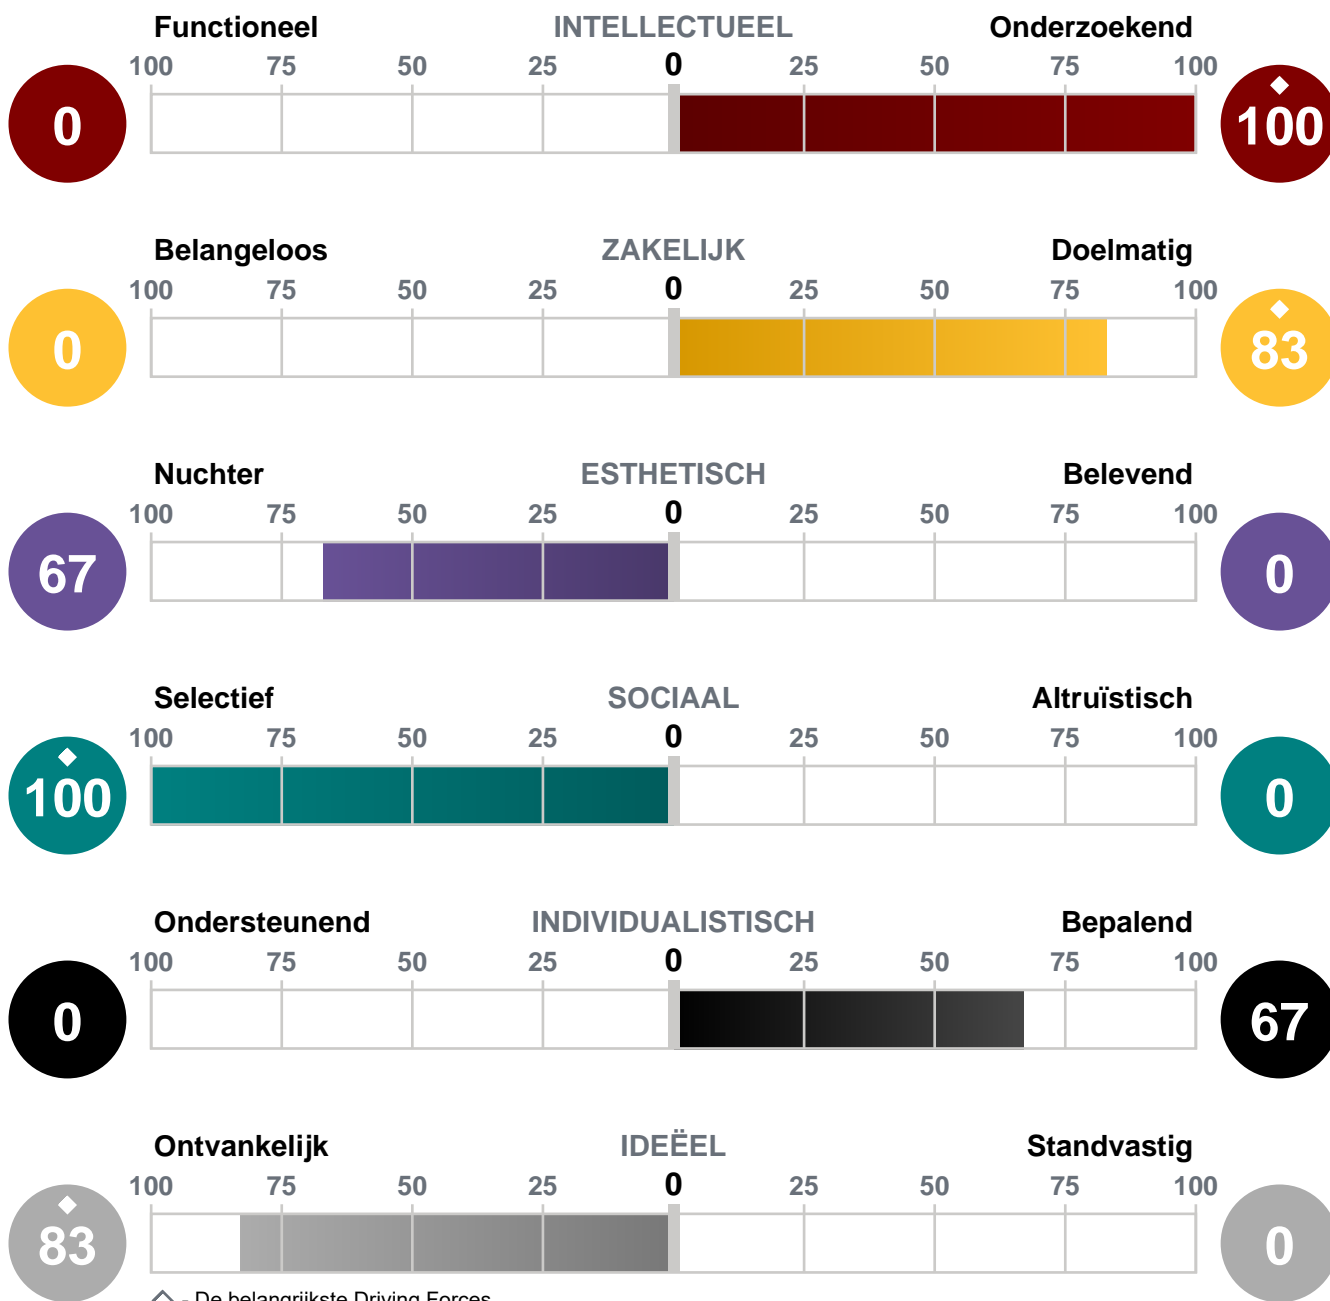 Functioneel INTELLECTUEEL Onderzoekend
100 75 50 25 0 25 50 75 100
0 100
Belangeloos ZAKELIJK Doelmatig
100 75 50 25 0 25 50 75 100
0 83
Nuchter ESTHETISCH Belevend
100 75 50 25 0 25 50 75 100
67 0
Selectief SOCIAAL Altruïstisch
100 75 50 25 0 25 50 75 100
100 0
Ondersteunend INDIVIDUALISTISCH Bepalend
100 75 50 25 0 25 50 75 100
0 67
Ontvankelijk IDEËEL Standvastig
100 75 50 25 0 25 50 75 100
83 0
- De belangrijkste Driving Forces